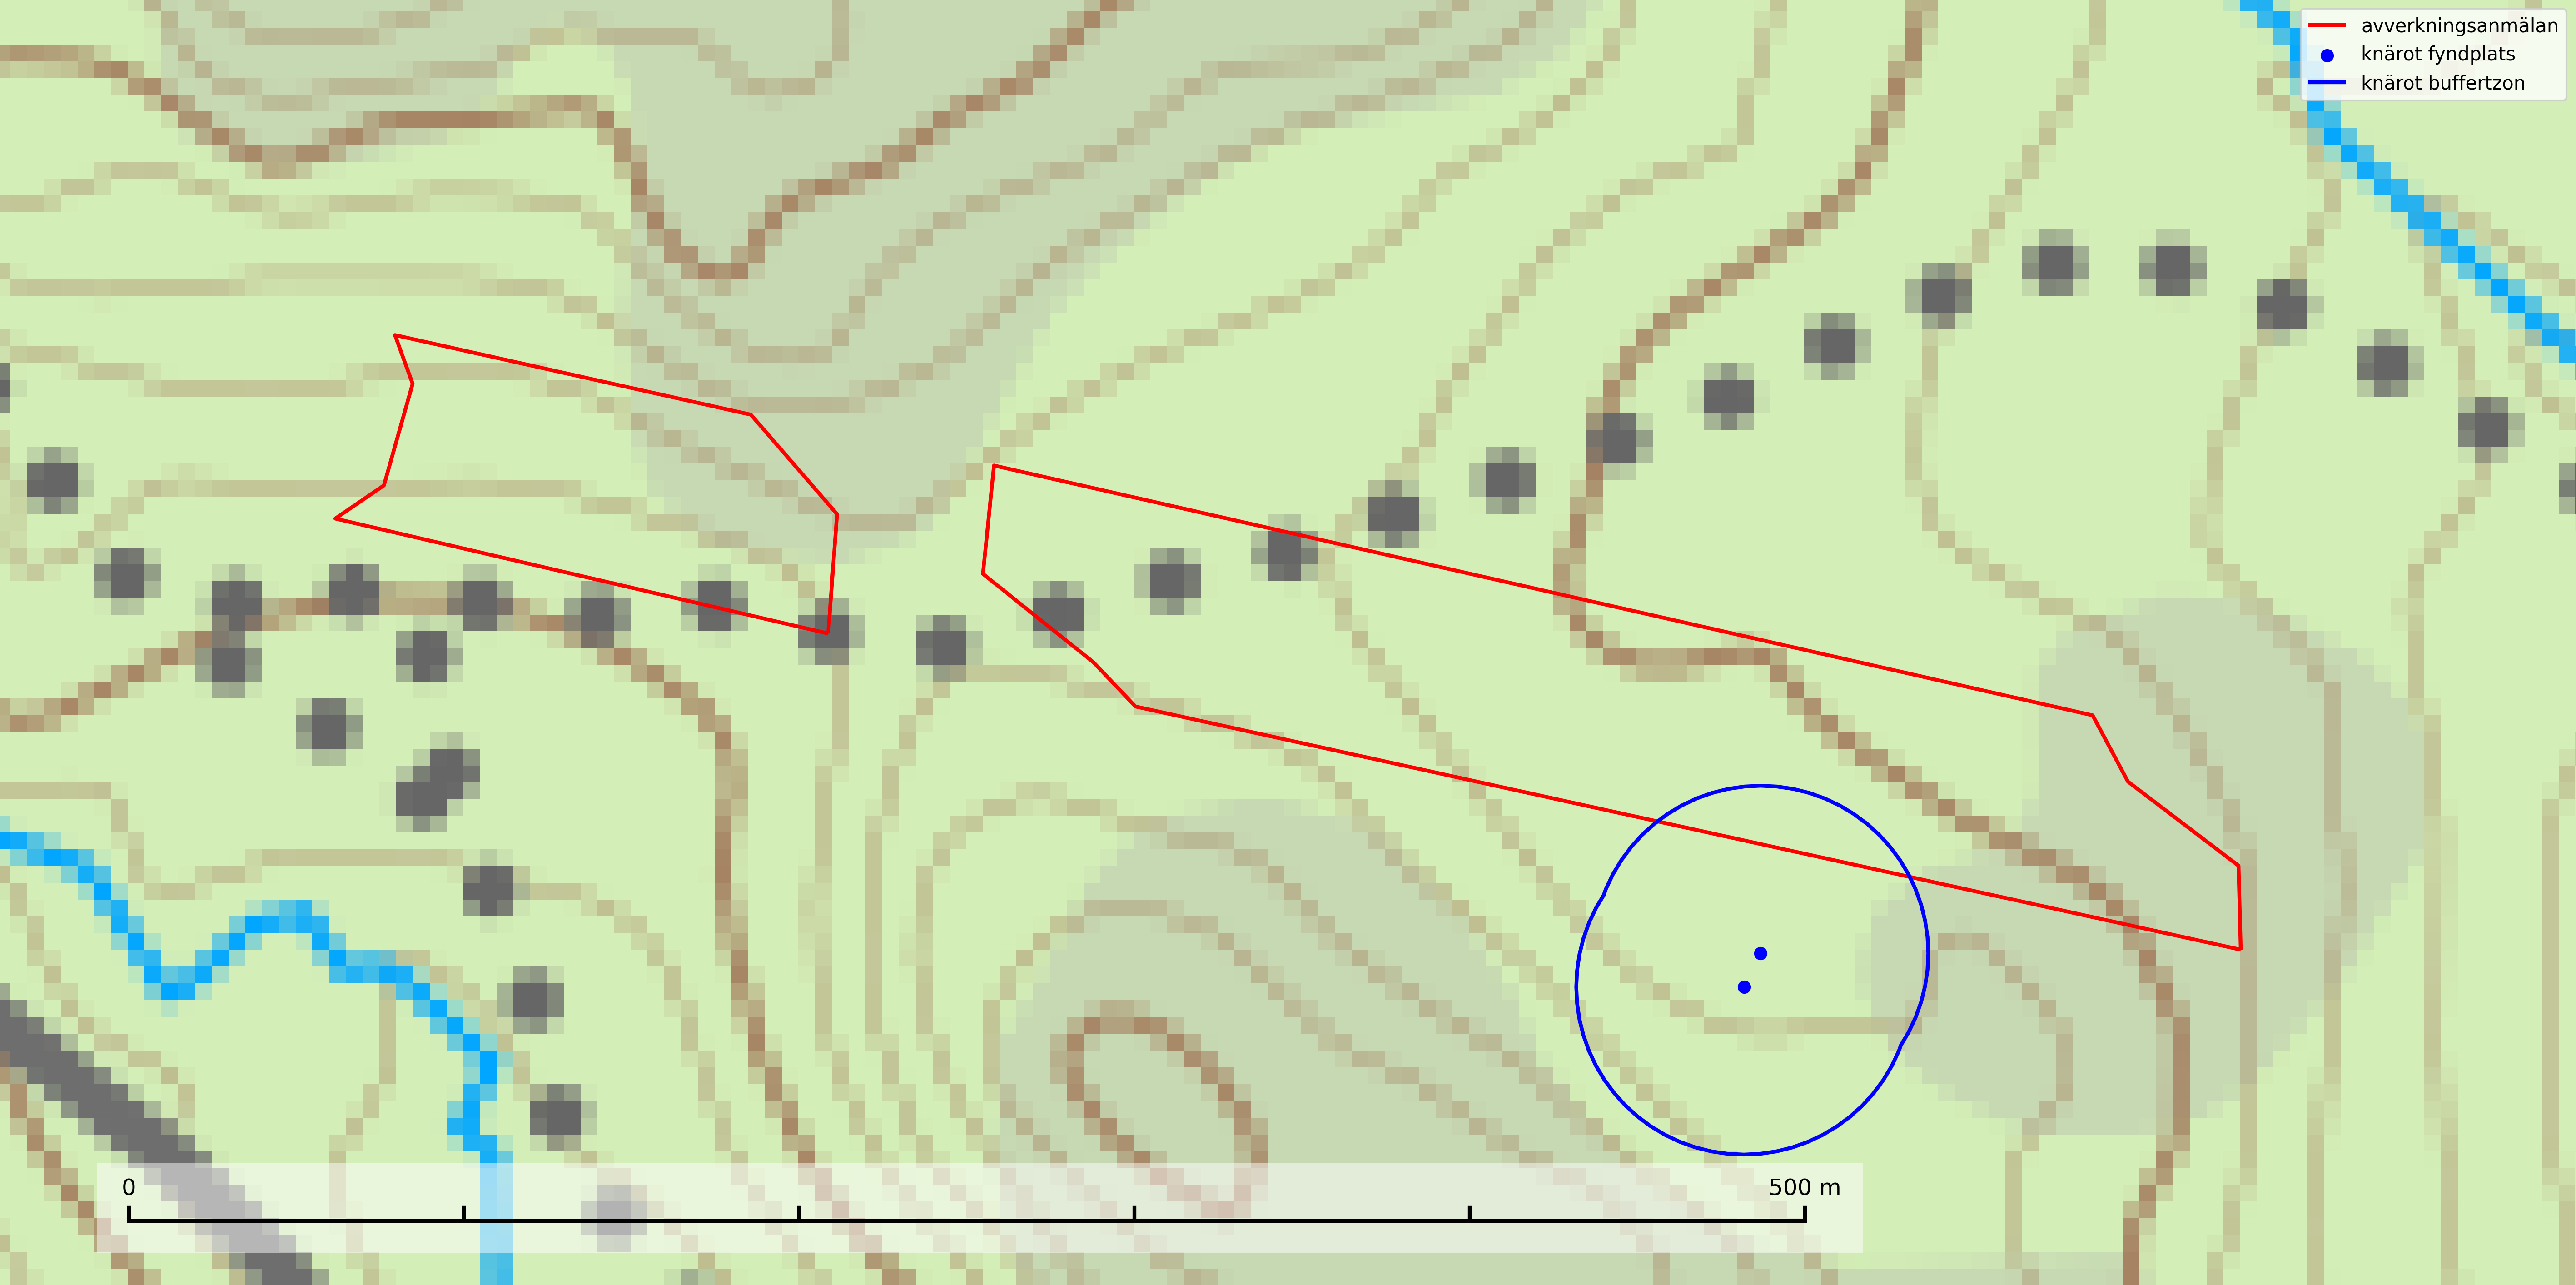 avverkningsanmälan
knärot fyndplats
knärot buffertzon
0
500 m